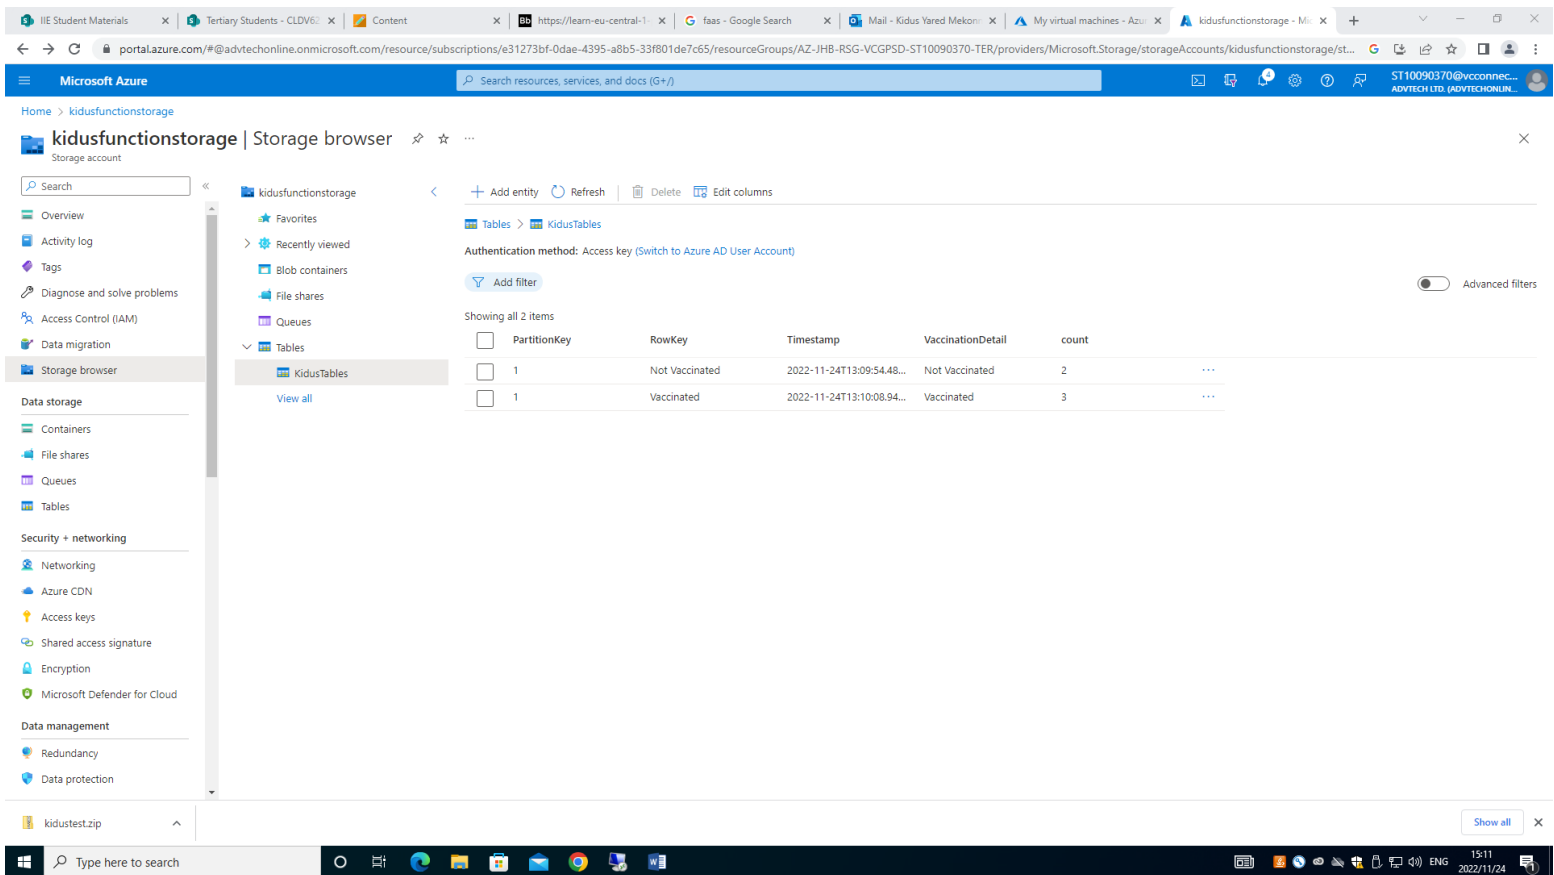 IIE Student Materials
Tertiary Students - CLDV62
Content
Bb https://learn-eu-central-1-
faas - Google Search
Mail - Kidus Yared Mekonn
My virtual machines - Azur
kidusfunctionstorage - Mic
portal.azure.com/#@advtechonline.onmicrosoft.com/resource/subscriptions/e31273bf-0dae-4395-a8b5-33f801de7c65/resourceGroups/AZ-JHB-RSG-VCGPSD-ST10090370-TER/providers/Microsoft.Storage/storageAccounts/kidusfunctionstorage/st...
Microsoft Azure
Search resources, services, and docs (G+/)
4
ST10090370@vcconnec...
ADVTECH LTD. (ADVTECHONLIN...
Home > kidusfunctionstorage
kidusfunctionstorage | Storage browser
Storage account
Search
Overview
Activity log
Tags
Diagnose and solve problems
Access Control (IAM)
Data migration
Storage browser
Data storage
Containers
File shares
Queues
Tables
Security + networking
Networking
Azure CDN
Access keys
Shared access signature
Encryption
Microsoft Defender for Cloud
Data management
Redundancy
Data protection
kidusfunctionstorage
Favorites
Recently viewed
Blob containers
File shares
Queues
Tables
KidusTables
View all
Add entity Refresh Delete Edit columns
Tables > KidusTables
Authentication method: Access key (Switch to Azure AD User Account)
Add filter
Advanced filters
Showing all 2 items
PartitionKey RowKey Timestamp VaccinationDetail count
1 Not Vaccinated 2022-11-24T13:09:54.48... Not Vaccinated 2 ...
1 Vaccinated 2022-11-24T13:10:08.94... Vaccinated 3 ...
kidustest.zip
Show all
Type here to search
ENG
15:11
2022/11/24
1